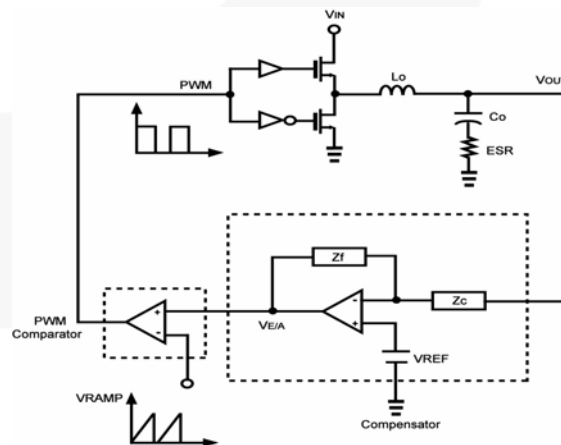 VIN
PWM
Lo
VOU
Co
ESR
Zf
Zc
PWM
Comparator
+
-
VE/A
-
+
VREF
VRAMP
Compensator